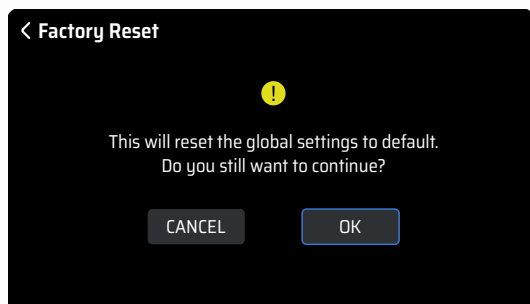 Factory Reset
!
This will reset the global settings to default.
Do you still want to continue?
CANCEL
OK